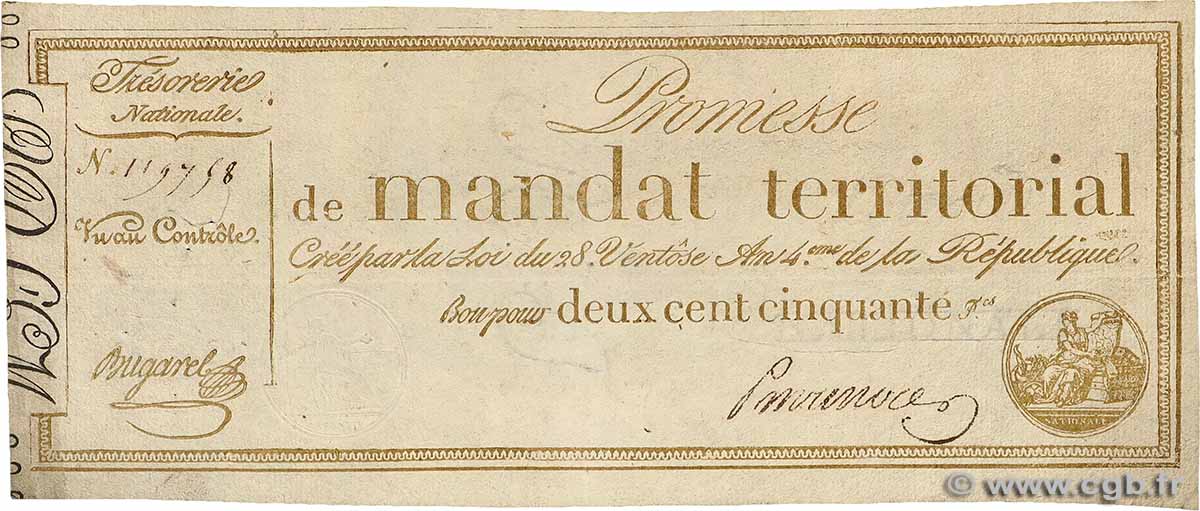 Trésorerie
Nationale.
Vu au Contrôle.
Bugarel
Promesse
de mandat territorial
Créé par la Loi du 28. Ventôse An 4.eme de la République.
Bon pour deux cent cinquante F.cs
NATIONALE
© www.cgb.fr